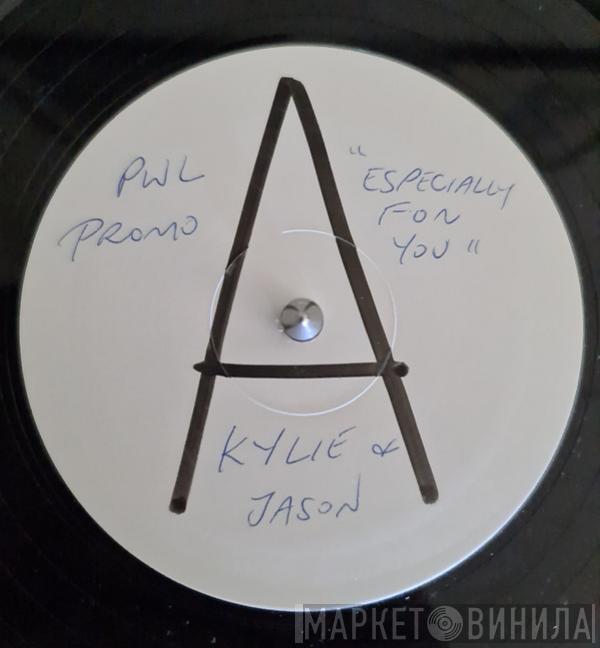 A
PWL
PROMO
"ESPECIALLY
FOR
YOU"
KYLIE &
JASON
МАРКЕТ ВИНИЛА